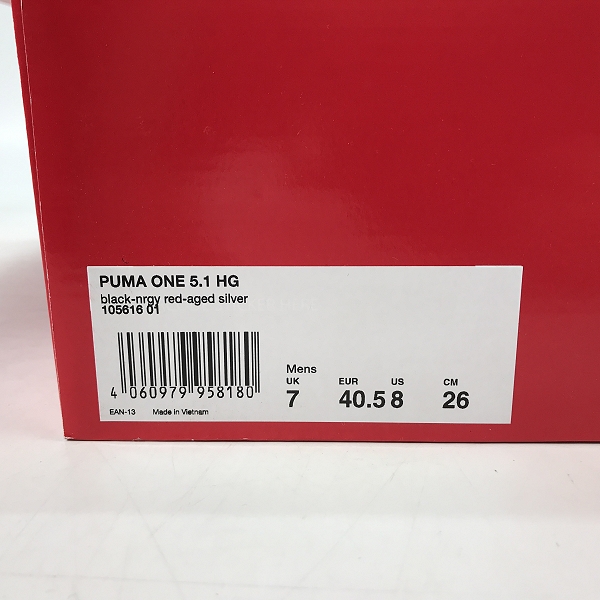 PUMA ONE 5.1 HG
black-nrgy red-aged silver
105616 01
4 060979 958180
EAN-13 Made in Vietnam
Mens
UK EUR US CM
7 40.5 8 26